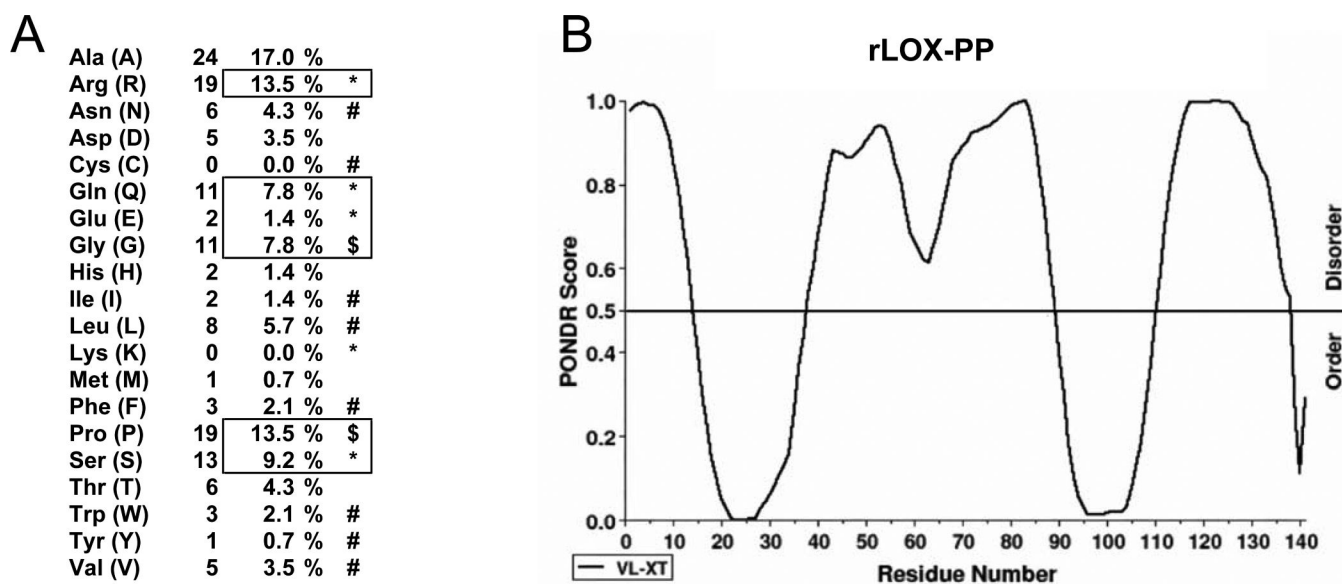 A
Ala (A) 24 17.0 %
Arg (R) 19 13.5 % *
Asn (N) 6 4.3 % #
Asp (D) 5 3.5 %
Cys (C) 0 0.0 % #
Gln (Q) 11 7.8 % *
Glu (E) 2 1.4 % *
Gly (G) 11 7.8 % $
His (H) 2 1.4 %
Ile (I) 2 1.4 % #
Leu (L) 8 5.7 % #
Lys (K) 0 0.0 % *
Met (M) 1 0.7 %
Phe (F) 3 2.1 % #
Pro (P) 19 13.5 % $
Ser (S) 13 9.2 % *
Thr (T) 6 4.3 %
Trp (W) 3 2.1 % #
Tyr (Y) 1 0.7 % #
Val (V) 5 3.5 % #
B
rLOX-PP
PONDR Score
1.0
0.8
0.6
0.5
0.4
0.2
0.0
Disorder
Order
0 10 20 30 40 50 60 70 80 90 100 110 120 130 140
VL-XT
Residue Number